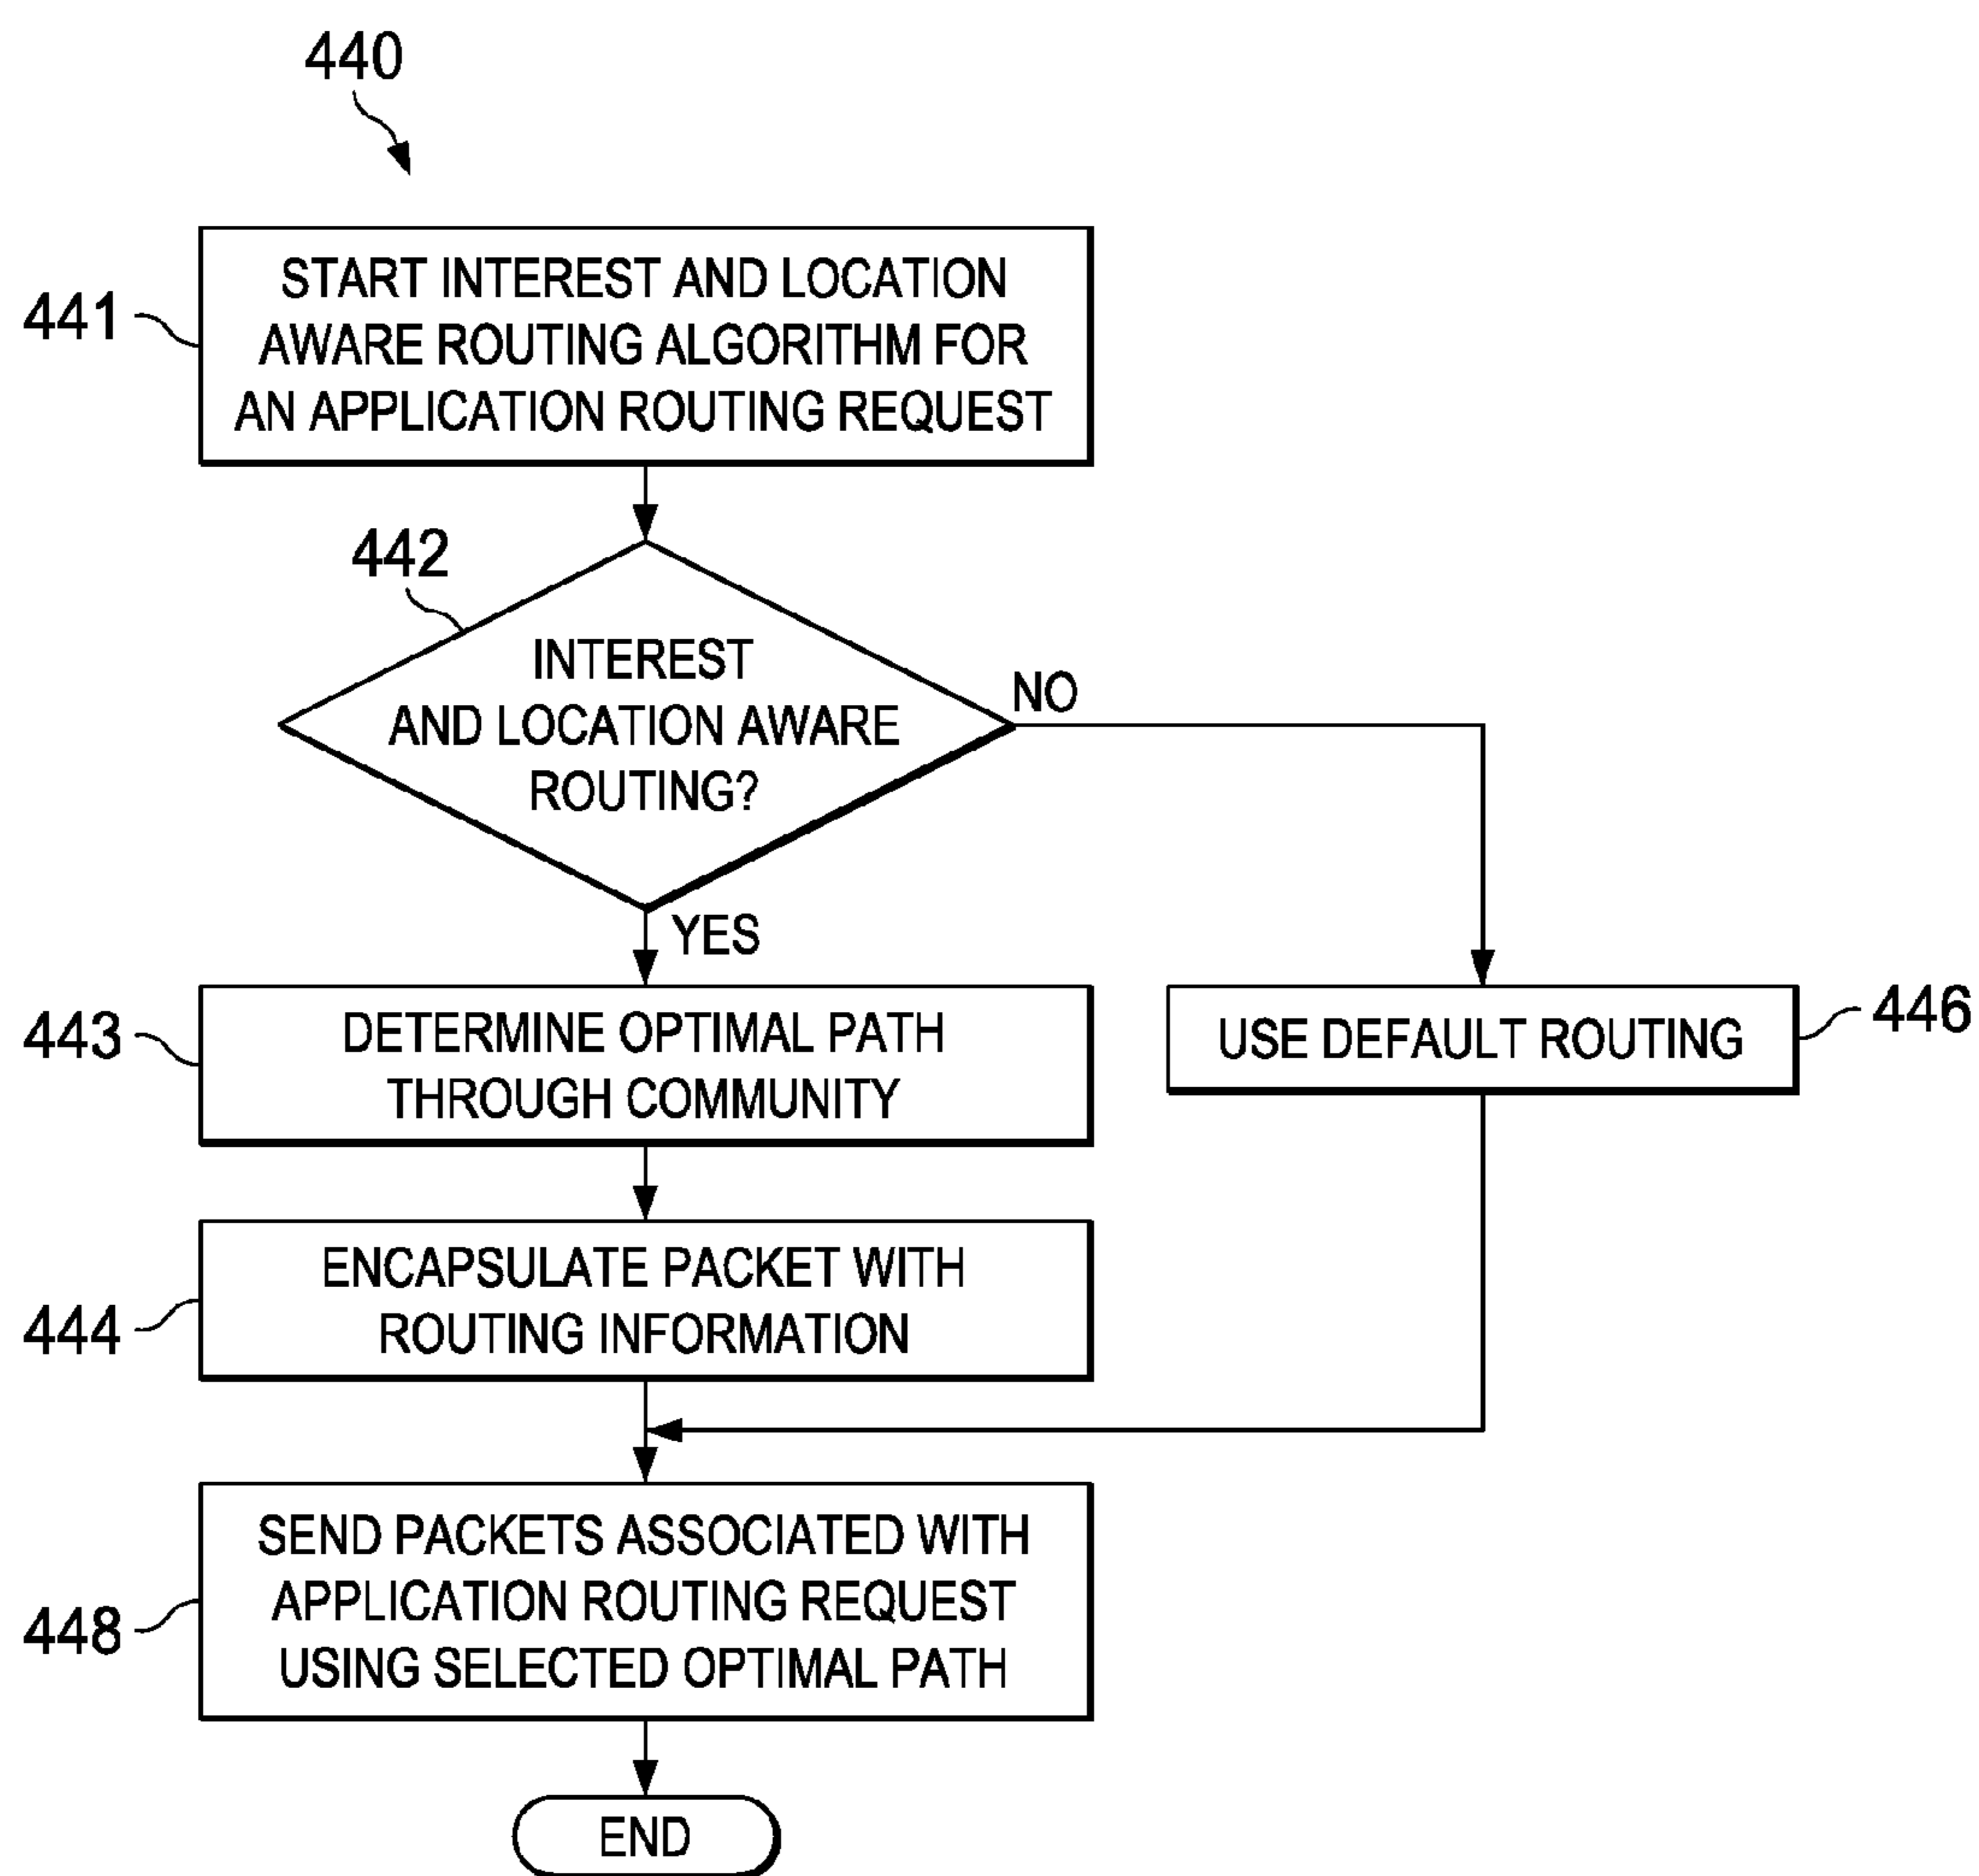 440
441
START INTEREST AND LOCATION
AWARE ROUTING ALGORITHM FOR
AN APPLICATION ROUTING REQUEST
442
INTEREST
AND LOCATION AWARE
ROUTING?
NO
YES
443
DETERMINE OPTIMAL PATH
THROUGH COMMUNITY
USE DEFAULT ROUTING
446
444
ENCAPSULATE PACKET WITH
ROUTING INFORMATION
448
SEND PACKETS ASSOCIATED WITH
APPLICATION ROUTING REQUEST
USING SELECTED OPTIMAL PATH
END